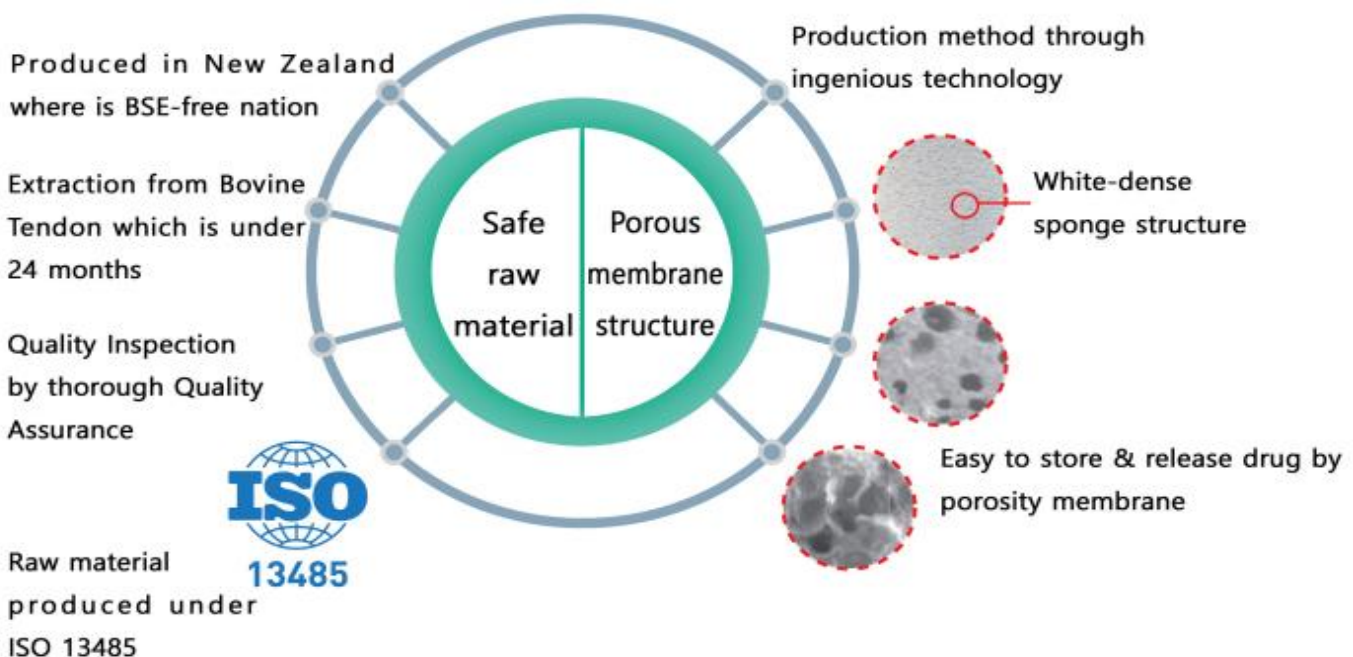 Produced in New Zealand
where is BSE-free nation
Extraction from Bovine
Tendon which is under
24 months
Quality Inspection
by thorough Quality
Assurance
ISO
13485
Raw material
produced under
ISO 13485
Safe
raw
material
Porous
membrane
structure
Production method through
ingenious technology
White-dense
sponge structure
Easy to store & release drug by
porosity membrane